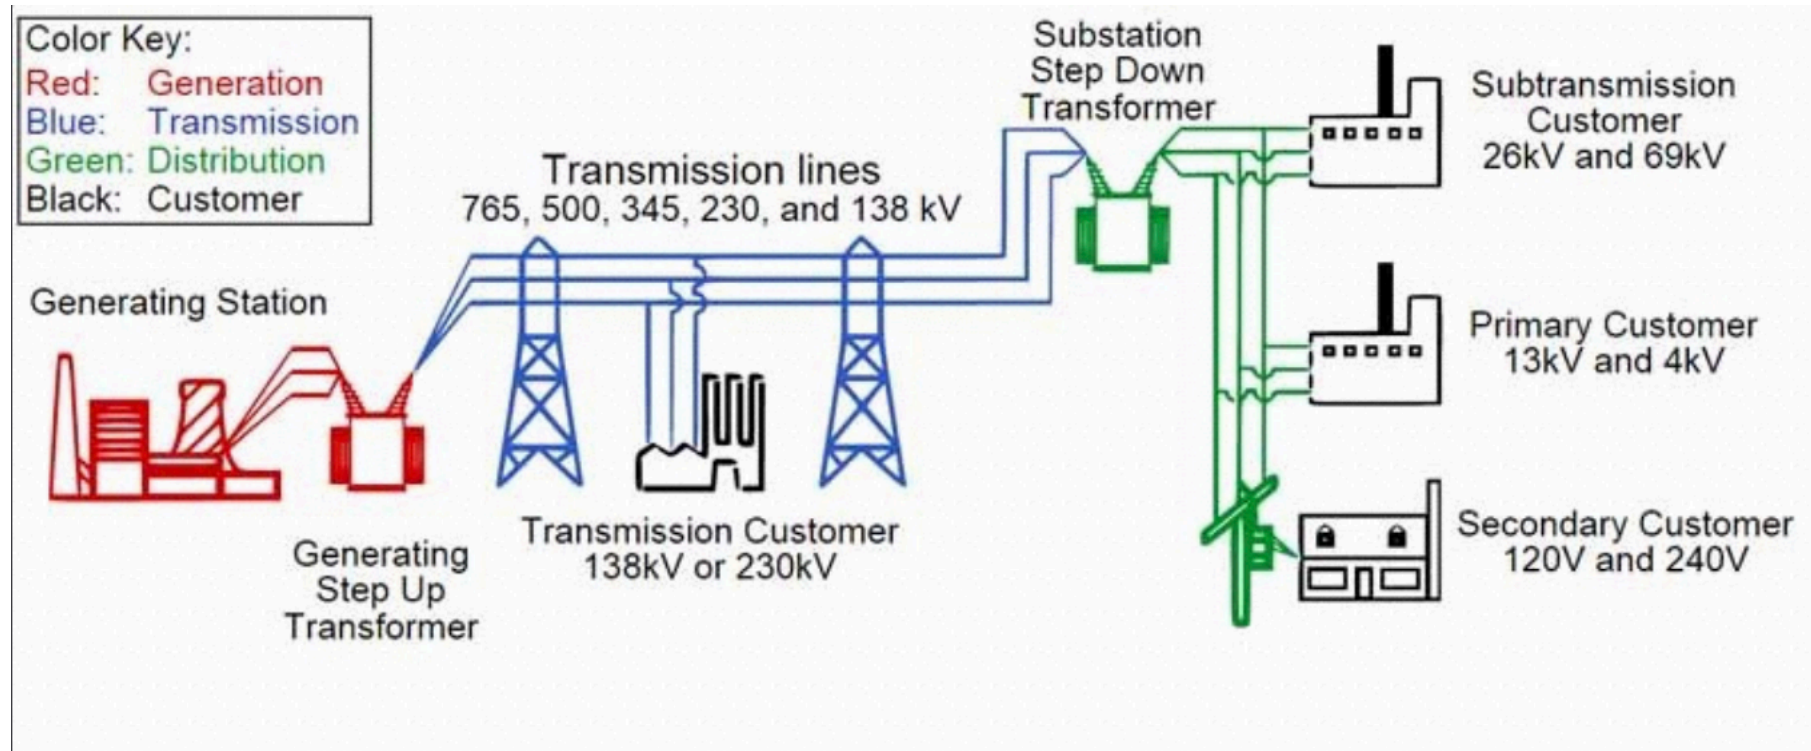 Color Key:
Red: Generation
Blue: Transmission
Green: Distribution
Black: Customer
Substation
Step Down
Transformer
Subtransmission
Customer
26kV and 69kV
Transmission lines
765, 500, 345, 230, and 138 kV
Generating Station
Primary Customer
13kV and 4kV
Transmission Customer
138kV or 230kV
Generating
Step Up
Transformer
Secondary Customer
120V and 240V